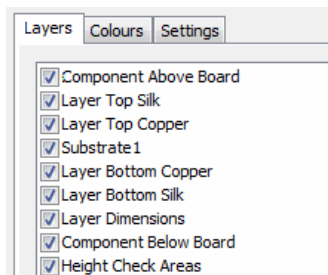 Layers Colours Settings
Component Above Board
Layer Top Silk
Layer Top Copper
Substrate1
Layer Bottom Copper
Layer Bottom Silk
Layer Dimensions
Component Below Board
Height Check Areas